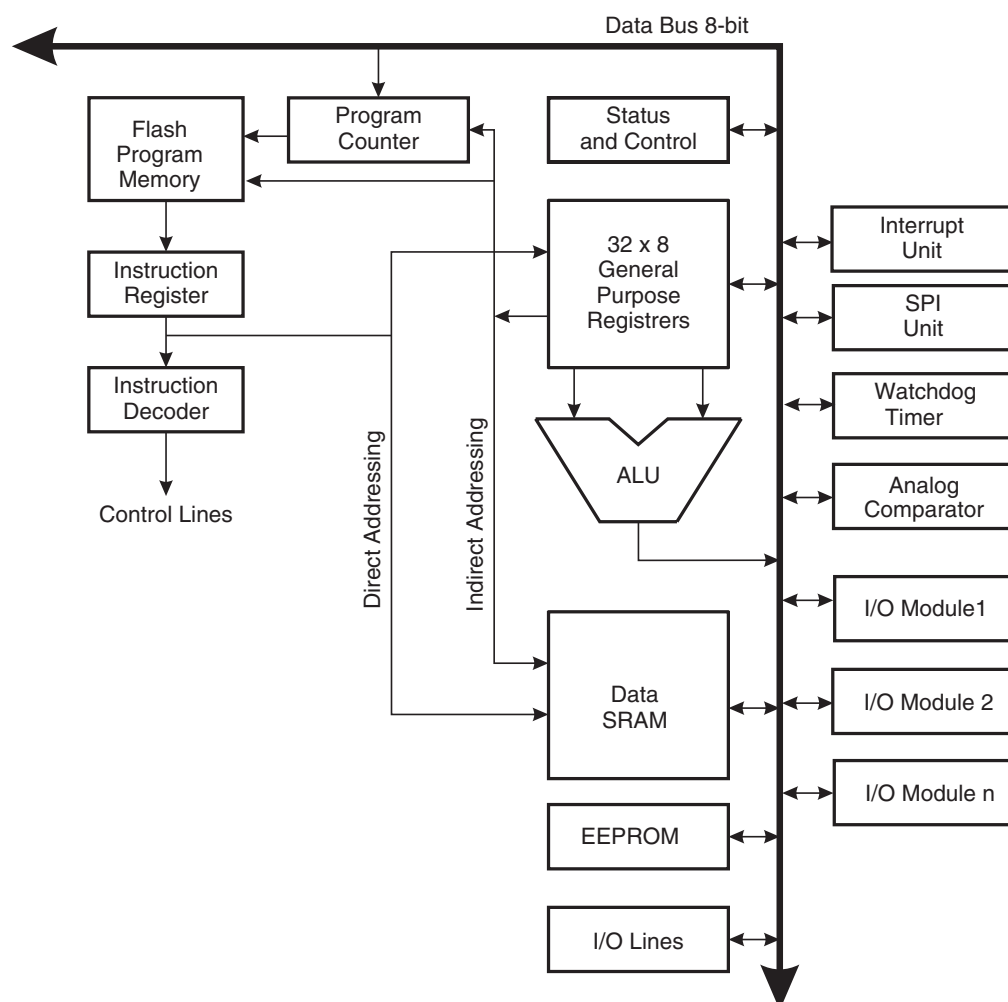 Data Bus 8-bit
Flash
Program
Memory
Program
Counter
Status
and Control
32 x 8
General
Purpose
Registrers
Interrupt
Unit
Instruction
Register
SPI
Unit
Instruction
Decoder
Watchdog
Timer
Control Lines
Direct Addressing
Indirect Addressing
ALU
Analog
Comparator
I/O Module1
Data
SRAM
I/O Module 2
I/O Module n
EEPROM
I/O Lines